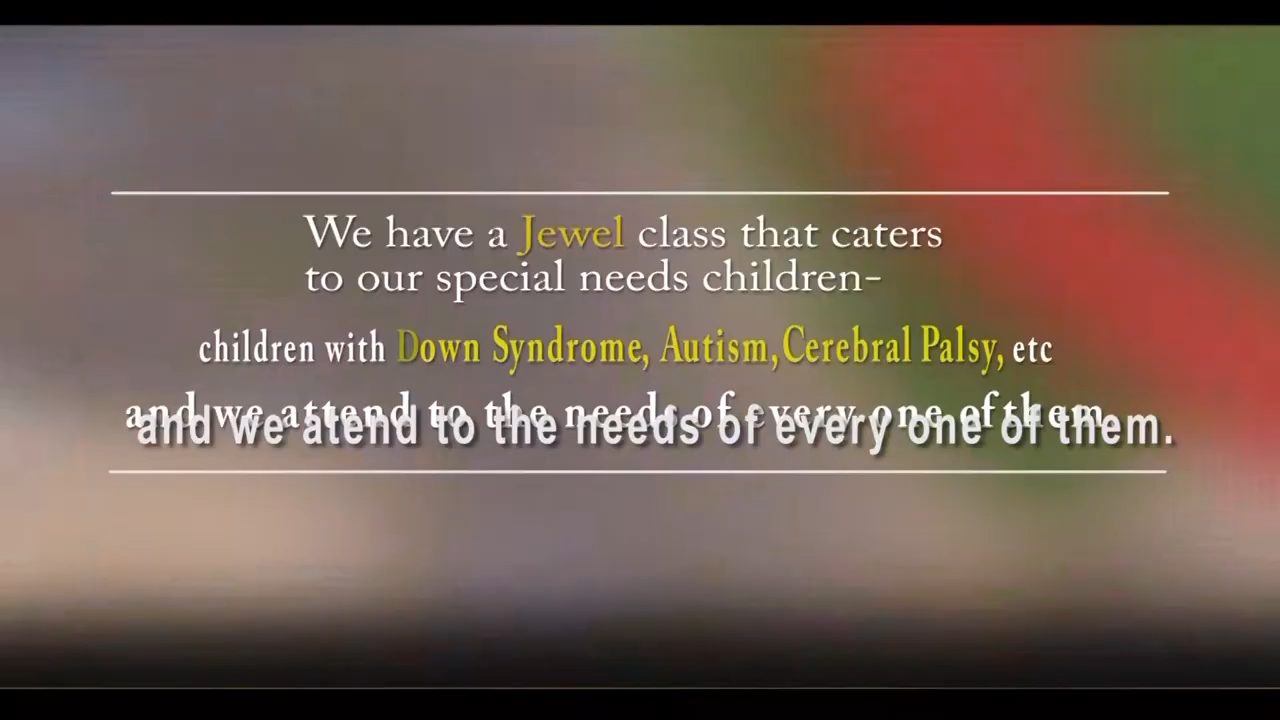 We have a Jewel class that caters
to our special needs children-
children with Down Syndrome, Autism,Cerebral Palsy, etc
and we attend to the needs of every one of them.
and we atend to the needs of every one of them.